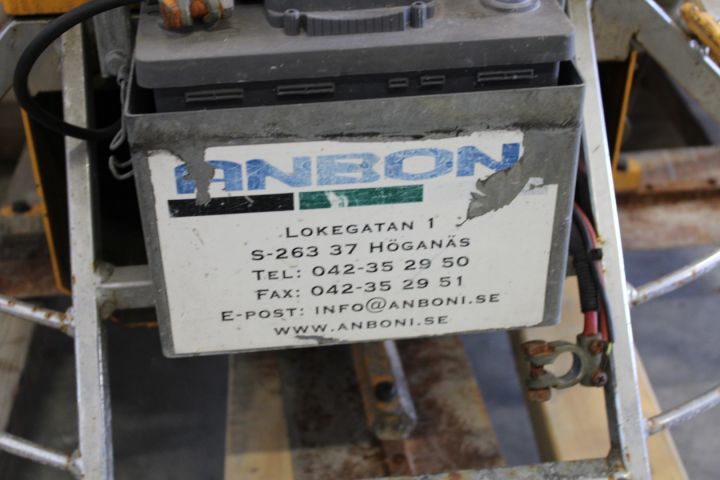 ANBON
LOKEGATAN 1
S-263 37 HÖGANÄS
TEL: 042-35 29 50
FAX: 042-35 29 51
E-POST: INFO@ANBONI.SE
WWW.ANBONI.SE